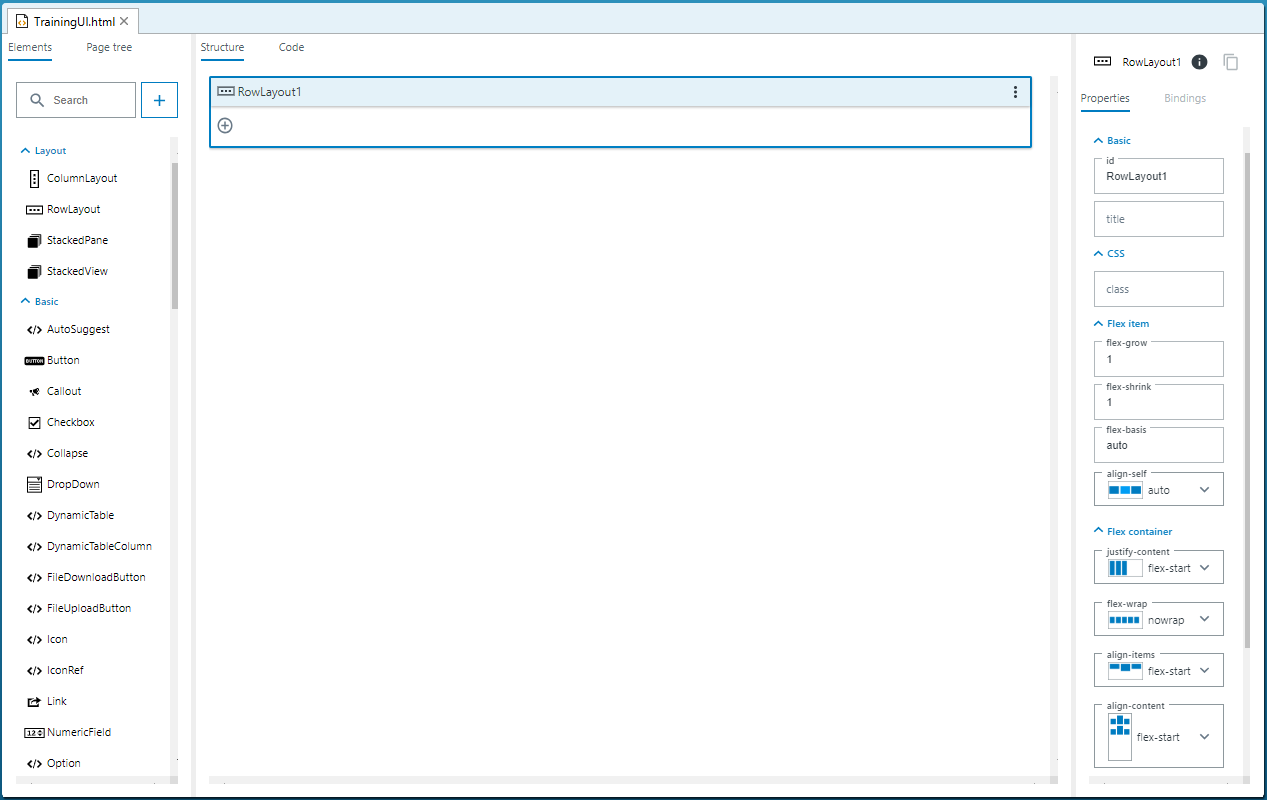 TrainingUI.html
Elements
Page tree
Search
Layout
ColumnLayout
RowLayout
StackedPane
StackedView
Basic
AutoSuggest
BUTTON Button
Callout
Checkbox
Collapse
DropDown
DynamicTable
DynamicTableColumn
FileDownloadButton
FileUploadButton
Icon
IconRef
Link
12 NumericField
Option
Structure
Code
RowLayout1
RowLayout1
Properties
Bindings
Basic
id
RowLayout1
title
CSS
class
Flex item
flex-grow
1
flex-shrink
1
flex-basis
auto
align-self
auto
Flex container
justify-content
flex-start
flex-wrap
nowrap
align-items
flex-start
align-content
flex-start